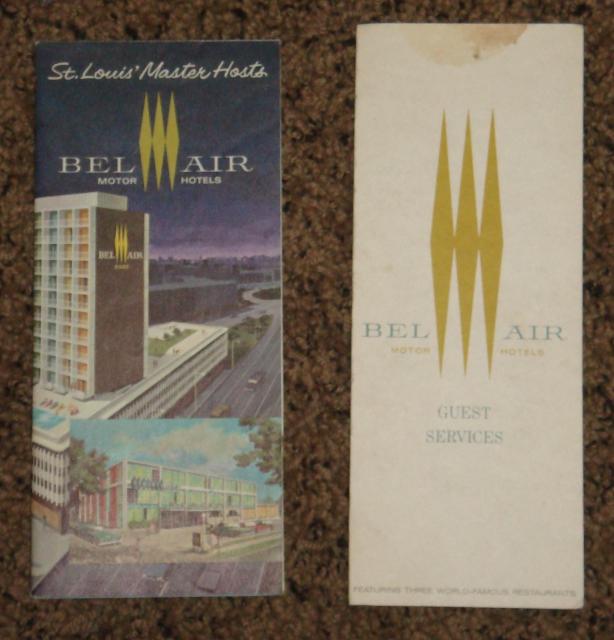 St. Louis' Master Hosts
BEL AIR
MOTOR HOTELS
BEL AIR
EAST
BEL AIR
MOTOR HOTELS
GUEST
SERVICES
FEATURING THREE WORLD-FAMOUS RESTAURANTS